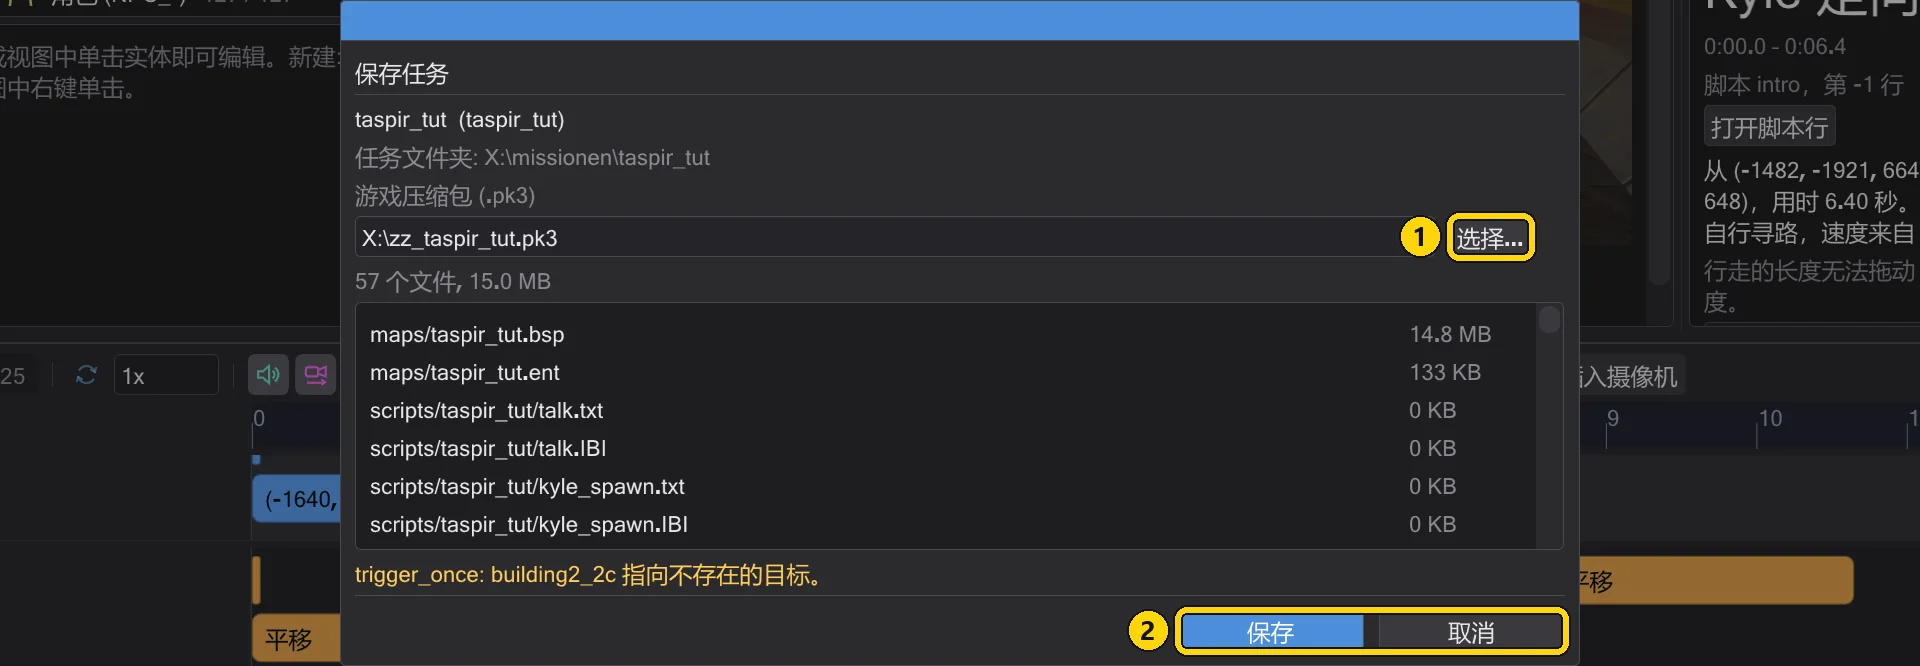 视图中单击实体即可编辑。新建:
中右键单击。
25
1x
0
(-1640,
平移
保存任务
taspir_tut (taspir_tut)
任务文件夹: X:\missionen\taspir_tut
游戏压缩包 (.pk3)
X:\zz_taspir_tut.pk3
1
选择...
57 个文件, 15.0 MB
maps/taspir_tut.bsp 14.8 MB
maps/taspir_tut.ent 133 KB
scripts/taspir_tut/talk.txt 0 KB
scripts/taspir_tut/talk.IBI 0 KB
scripts/taspir_tut/kyle_spawn.txt 0 KB
scripts/taspir_tut/kyle_spawn.IBI 0 KB
trigger_once: building2_2c 指向不存在的目标。
2
保存
取消
Kyle 走向
0:00.0 - 0:06.4
脚本 intro，第 -1 行
打开脚本行
从 (-1482, -1921, 664
648)，用时 6.40 秒。
自行寻路，速度来自
行走的长度无法拖动
度。
入摄像机
9
10
平移